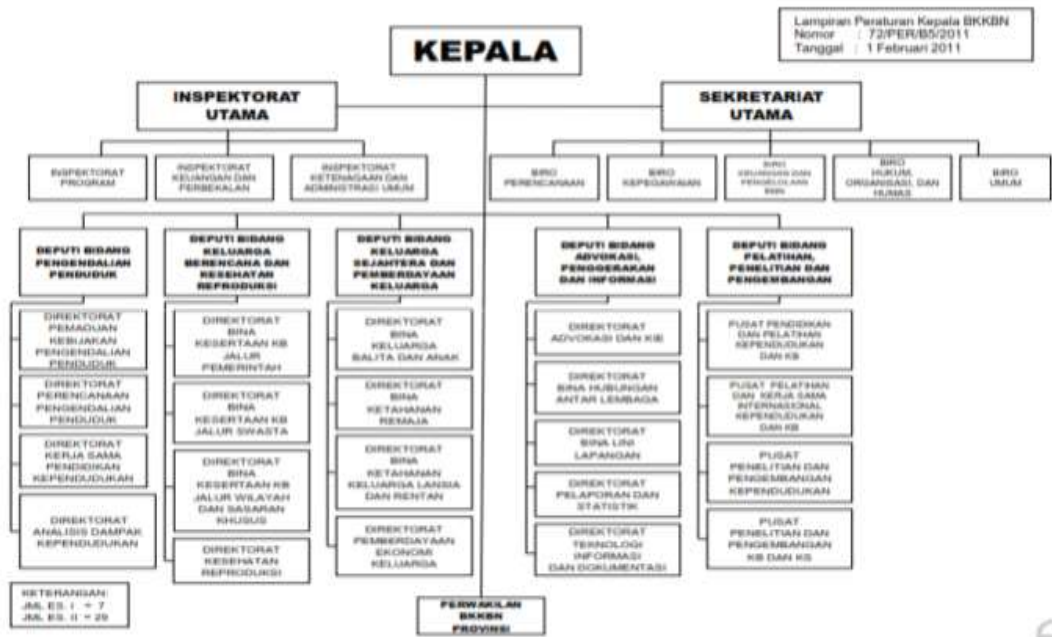 Lampiran Peraturan Kepala BKKBN
Nomor : 72/PER/B5/2011
Tanggal : 1 Februari 2011
KEPALA
INSPEKTORAT
UTAMA
SEKRETARIAT
UTAMA
INSPEKTORAT
PROGRAM
INSPEKTORAT
KEUANGAN DAN
PERBEKALAN
INSPEKTORAT
KETENAGAAN DAN
ADMINISTRASI UMUM
BIRO
PERENCANAAN
BIRO
KEPEGAWAIAN
BIRO
KEUANGAN DAN
PENGELOLAAN
BMN
BIRO
HUKUM,
ORGANISASI, DAN
HUMAS
BIRO
UMUM
DEPUTI BIDANG
PENGENDALIAN
PENDUDUK
DEPUTI BIDANG
KELUARGA
BERENCANA DAN
KESEHATAN
REPRODUKSI
DEPUTI BIDANG
KELUARGA
SEJAHTERA DAN
PEMBERDAYAAN
KELUARGA
DEPUTI BIDANG
ADVOKASI,
PENGGERAKAN
DAN INFORMASI
DEPUTI BIDANG
PELATIHAN,
PENELITIAN DAN
PENGEMBANGAN
DIREKTORAT
PEMADUAN
KEBIJAKAN
PENGENDALIAN
PENDUDUK
DIREKTORAT
PERENCANAAN
PENGENDALIAN
PENDUDUK
DIREKTORAT
KERJA SAMA
PENDIDIKAN
KEPENDUDUKAN
DIREKTORAT
ANALISIS DAMPAK
KEPENDUDUKAN
DIREKTORAT
BINA
KESERTAAN KB
JALUR
PEMERINTAH
DIREKTORAT
BINA
KESERTAAN KB
JALUR SWASTA
DIREKTORAT
BINA
KESERTAAN KB
JALUR WILAYAH
DAN SASARAN
KHUSUS
DIREKTORAT
KESEHATAN
REPRODUKSI
DIREKTORAT
BINA
KELUARGA
BALITA DAN ANAK
DIREKTORAT
BINA
KETAHANAN
REMAJA
DIREKTORAT
BINA
KETAHANAN
KELUARGA LANSIA
DAN RENTAN
DIREKTORAT
PEMBERDAYAAN
EKONOMI
KELUARGA
DIREKTORAT
ADVOKASI DAN KIE
DIREKTORAT
BINA HUBUNGAN
ANTAR LEMBAGA
DIREKTORAT
BINA LINI
LAPANGAN
DIREKTORAT
PELAPORAN DAN
STATISTIK
DIREKTORAT
TEKNOLOGI
INFORMASI
DAN DOKUMENTASI
PUSAT PENDIDIKAN
DAN PELATIHAN
KEPENDUDUKAN
DAN KB
PUSAT PELATIHAN
DAN KERJA SAMA
INTERNASIONAL
KEPENDUDUKAN
DAN KB
PUSAT
PENELITIAN DAN
PENGEMBANGAN
KEPENDUDUKAN
PUSAT
PENELITIAN DAN
PENGEMBANGAN
KB DAN KS
KETERANGAN:
JML ES. I = 7
JML ES. II = 29
PERWAKILAN
BKKBN
PROVINSI